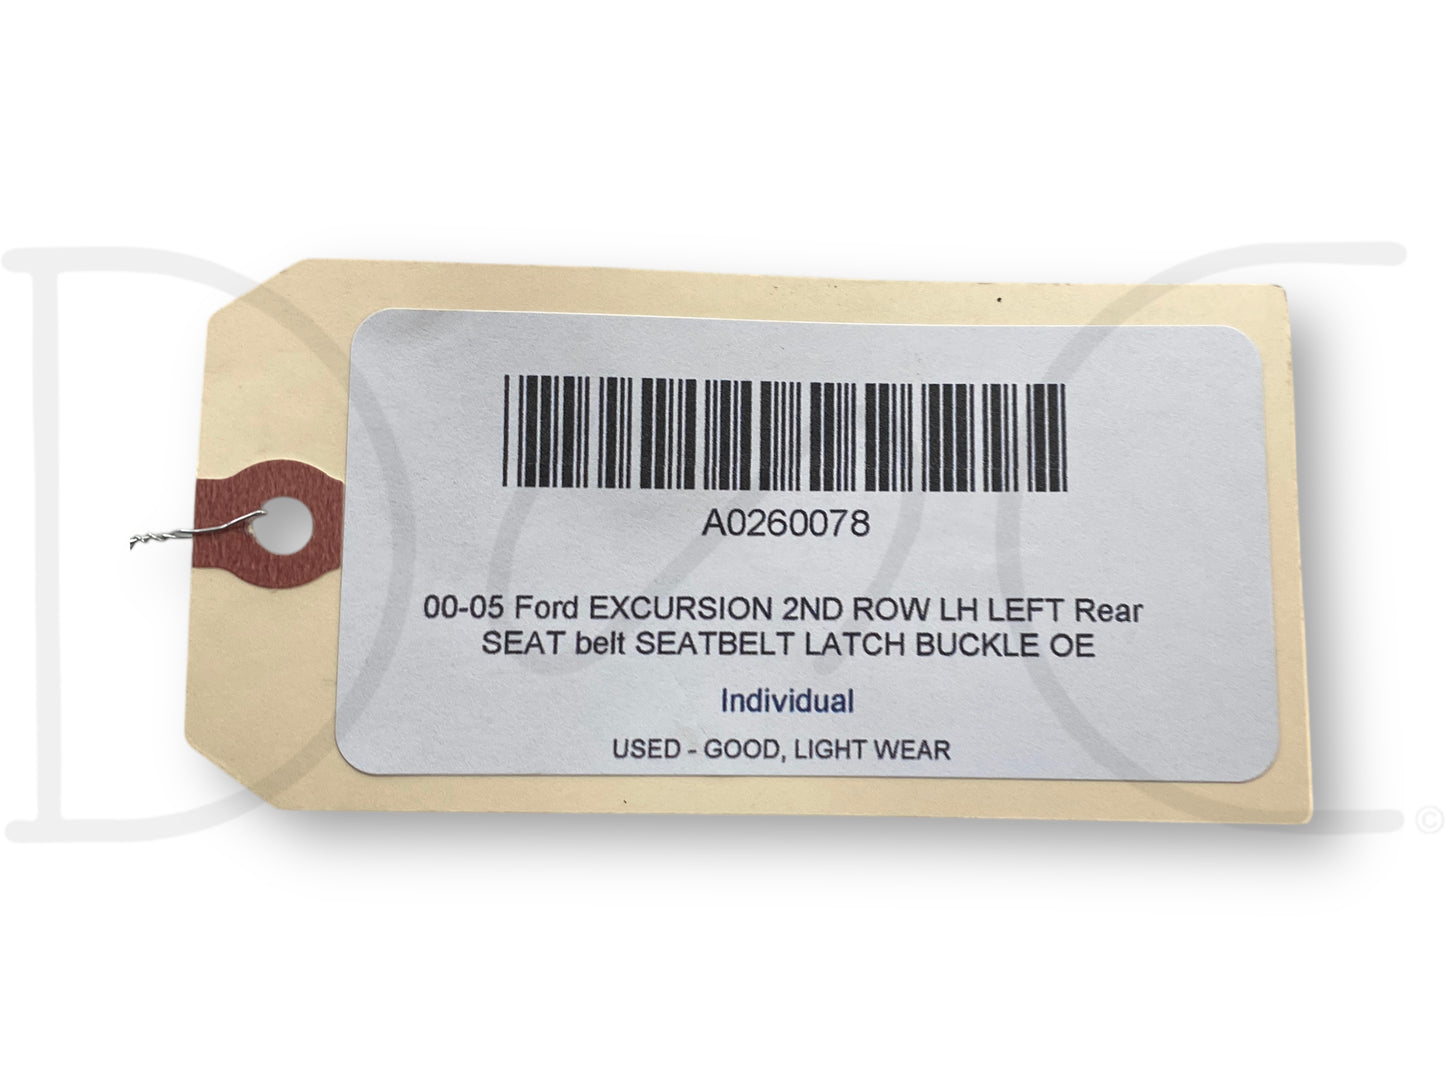 A0260078
00-05 Ford EXCURSION 2ND ROW LH LEFT Rear
SEAT belt SEATBELT LATCH BUCKLE OE
Individual
USED - GOOD, LIGHT WEAR
D C ©